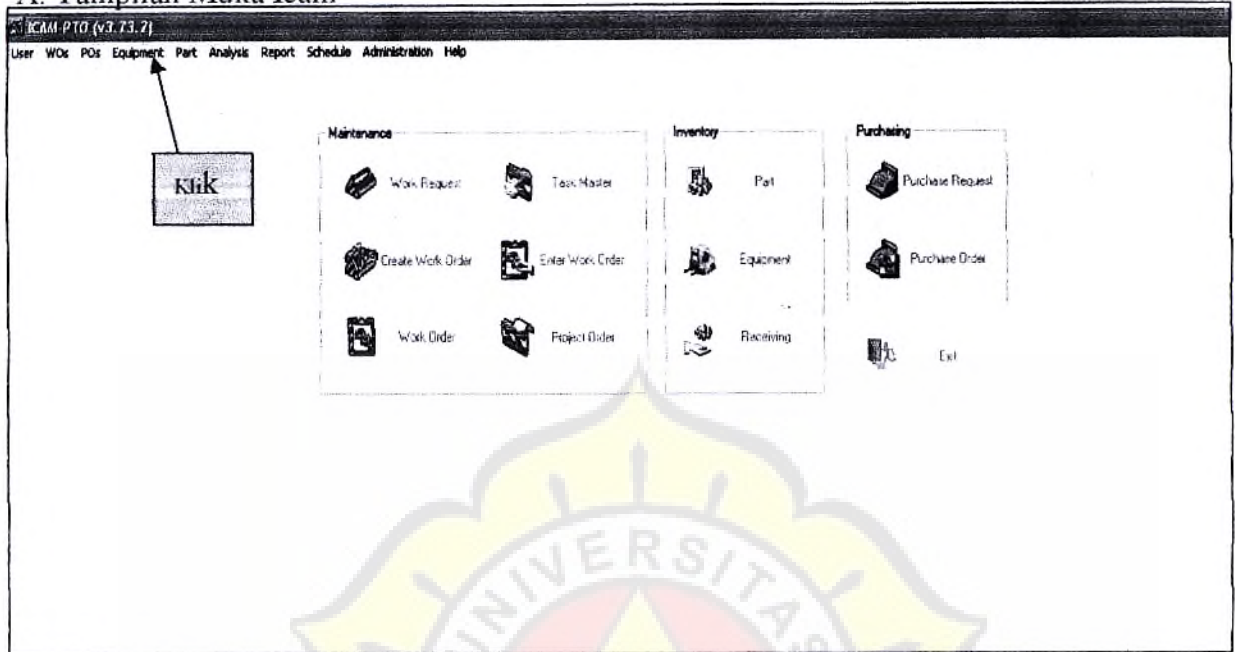 A. Tampilan Muka Icam
ICAM-PTO (v3.73.7)
User WOs POs Equipment Part Analysis Report Schedule Administration Help
Klik
Maintenance
Inventory
Purchasing
Work Request
Task Master
Part
Purchase Request
Create Work Order
Enter Work Order
Equipment
Purchase Order
Work Order
Project Order
Receiving
Exit
UNIVERSITAS